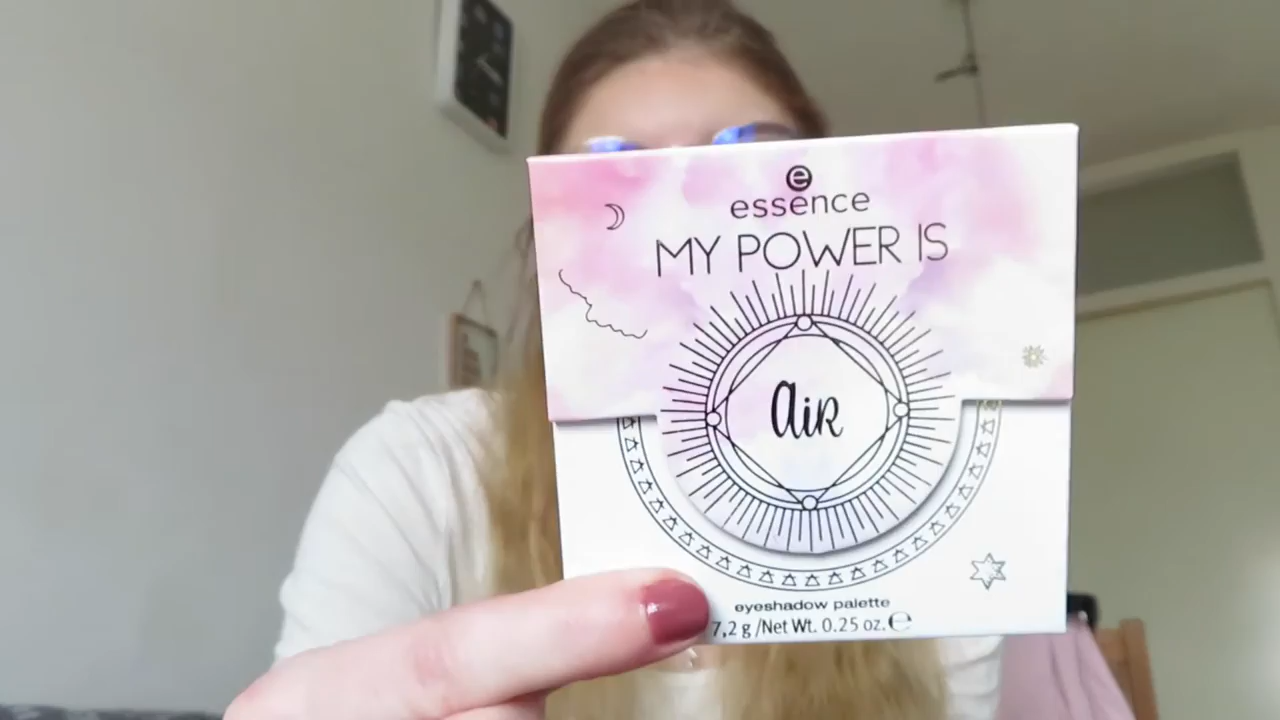 e
essence
MY POWER IS
air
eyeshadow palette
7,2 g/Net Wt. 0.25 oz. ℮